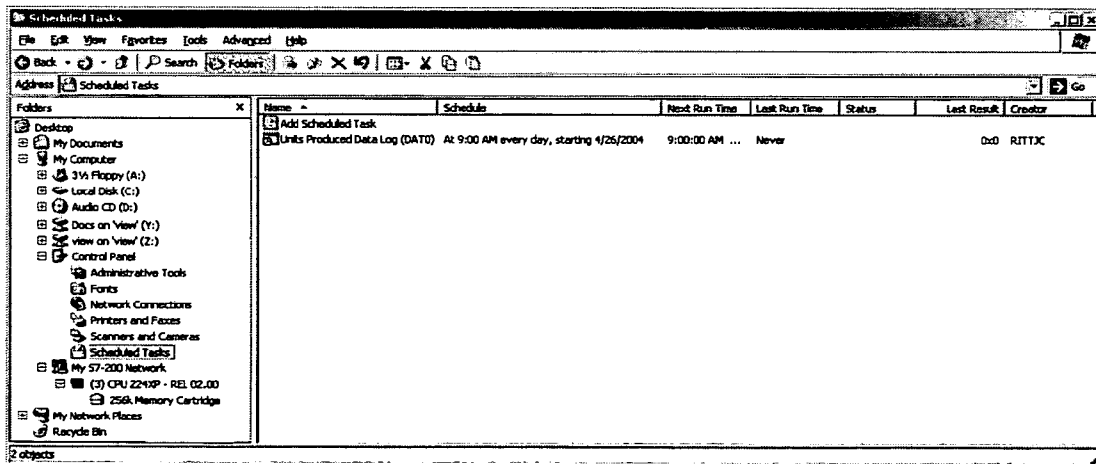 Scheduled Tasks
File Edit View Favorites Tools Advanced Help
Back Search Folders
Address Scheduled Tasks Go
Folders x
Name Schedule Next Run Time Last Run Time Status Last Result Creator
Desktop
My Documents
My Computer
3½ Floppy (A:)
Local Disk (C:)
Audio CD (D:)
Docs on 'view' (Y:)
view on 'view' (Z:)
Control Panel
Administrative Tools
Fonts
Network Connections
Printers and Faxes
Scanners and Cameras
Scheduled Tasks
My S7-200 Network
(3) CPU 224XP - REL 02.00
256k Memory Cartridge
My Network Places
Recycle Bin
Add Scheduled Task
Units Produced Data Log (DAT0) At 9:00 AM every day, starting 4/26/2004 9:00:00 AM ... Never 0x0 RITTJC
2 objects